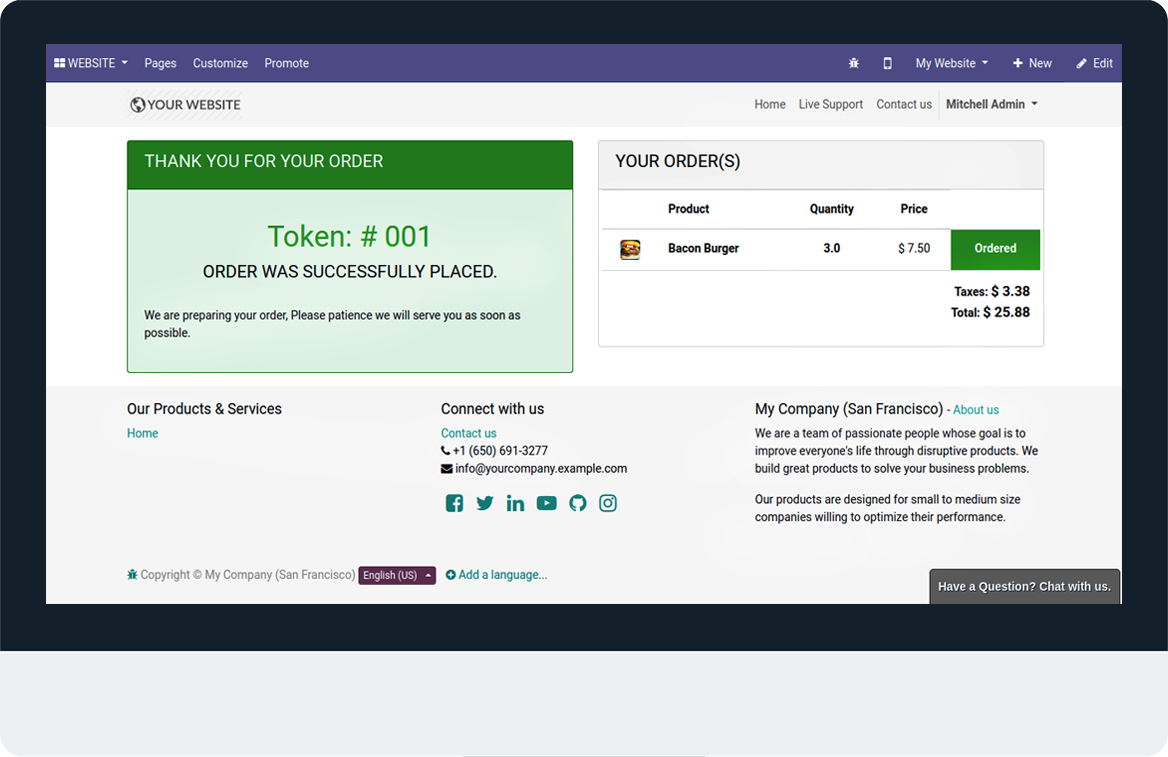 WEBSITE Pages Customize Promote My Website New Edit
YOUR WEBSITE Home Live Support Contact us Mitchell Admin
THANK YOU FOR YOUR ORDER
Token: # 001
ORDER WAS SUCCESSFULLY PLACED.
We are preparing your order, Please patience we will serve you as soon as
possible.
YOUR ORDER(S)
Product Quantity Price
Bacon Burger 3.0 $ 7.50 Ordered
Taxes: $ 3.38
Total: $ 25.88
Our Products & Services
Home
Connect with us
Contact us
+1 (650) 691-3277
info@yourcompany.example.com
My Company (San Francisco) - About us
We are a team of passionate people whose goal is to
improve everyone's life through disruptive products. We
build great products to solve your business problems.
Our products are designed for small to medium size
companies willing to optimize their performance.
Copyright © My Company (San Francisco) English (US) Add a language...
Have a Question? Chat with us.